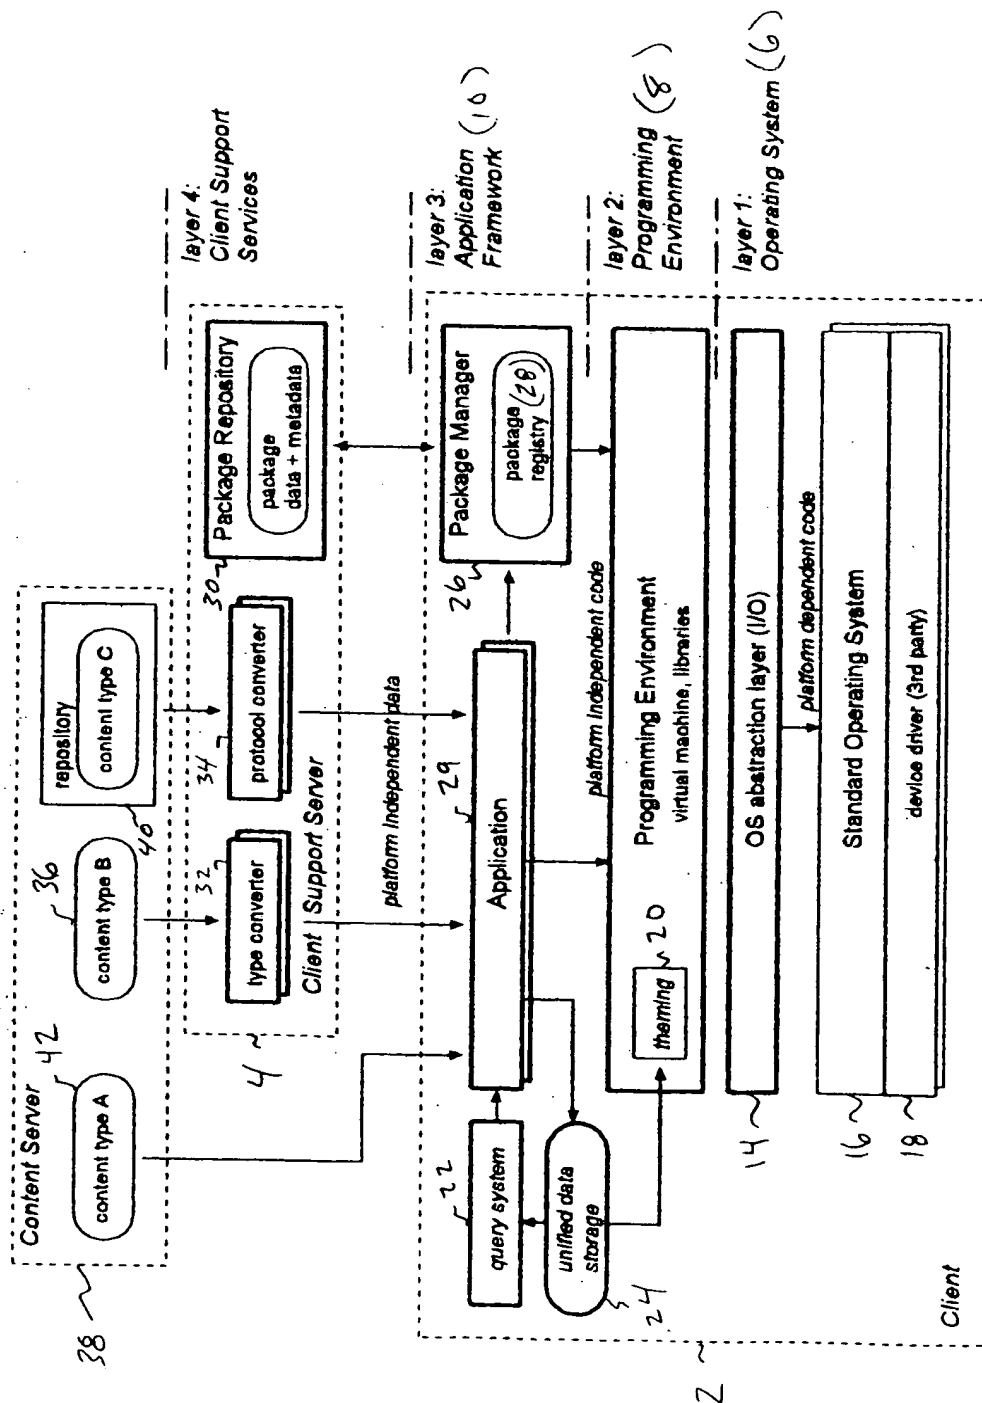 Content Server
38
content type A
42
content type B
36
repository
content type C
40
layer 4:
Client Support
Services
type converter
32
protocol converter
34
Package Repository
package
data + metadata
30
Client Support Server
4
platform independent data
layer 3:
Application (10)
Framework
query system
22
Application
29
Package Manager
package
registry (28)
26
unified data
storage
24
platform independent code
layer 2:
Programming (8)
Environment
Programming Environment
virtual machine, libraries
theming
20
layer 1:
Operating System (6)
OS abstraction layer (I/O)
14
platform dependent code
Standard Operating System
16
device driver (3rd party)
18
Client
2